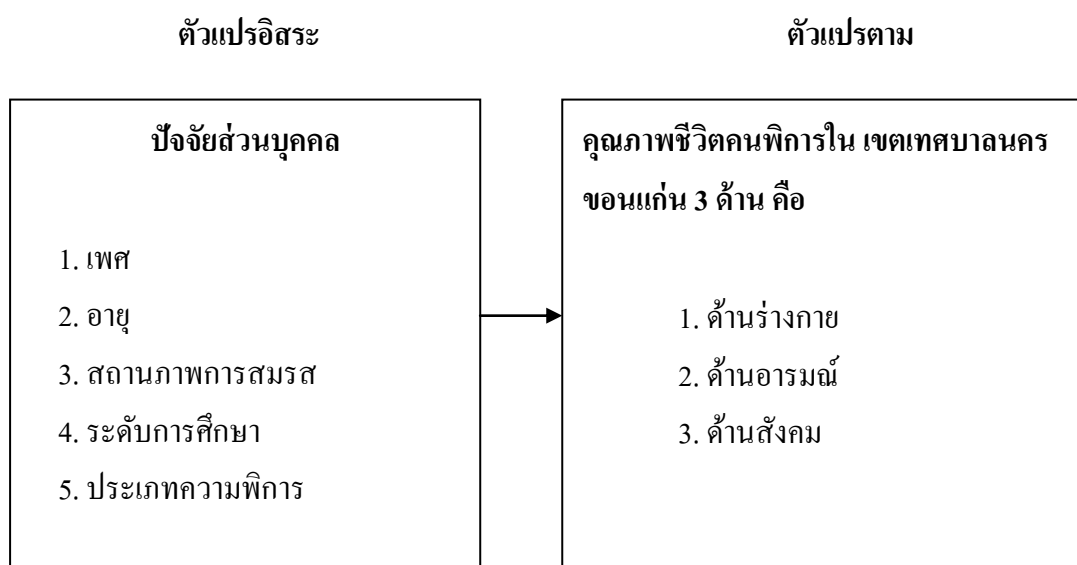 ตัวแปรอิสระ
ตัวแปรตาม
ปัจจัยส่วนบุคคล
1. เพศ
2. อายุ
3. สถานภาพการสมรส
4. ระดับการศึกษา
5. ประเภทความพิการ
คุณภาพชีวิตคนพิการใน เขตเทศบาลนคร
ขอนแก่น 3 ด้าน คือ
1. ด้านร่างกาย
2. ด้านอารมณ์
3. ด้านสังคม